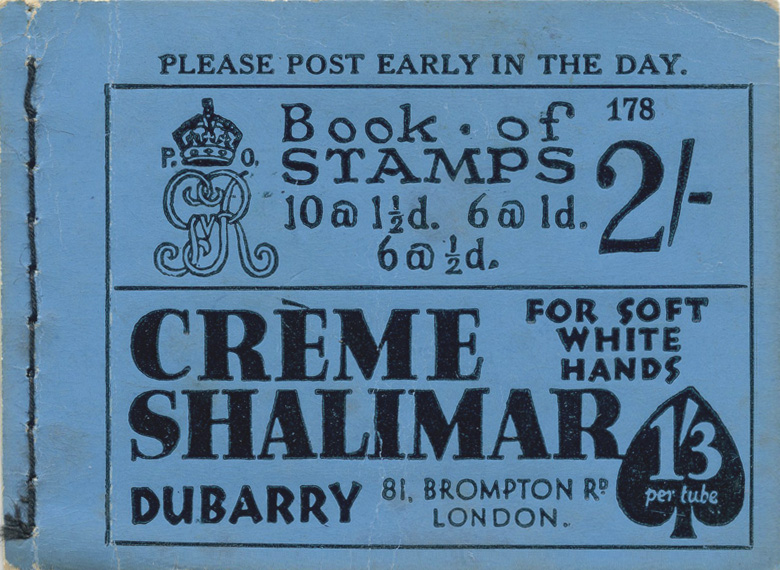 PLEASE POST EARLY IN THE DAY.
P. O.
Book · of 178
STAMPS 2/-
10 @ 1½d. 6 @ 1d.
6 @ ½d.
CRÈME
SHALIMAR
FOR SOFT
WHITE
HANDS
1/3
per tube
DUBARRY
81, BROMPTON RD
LONDON.